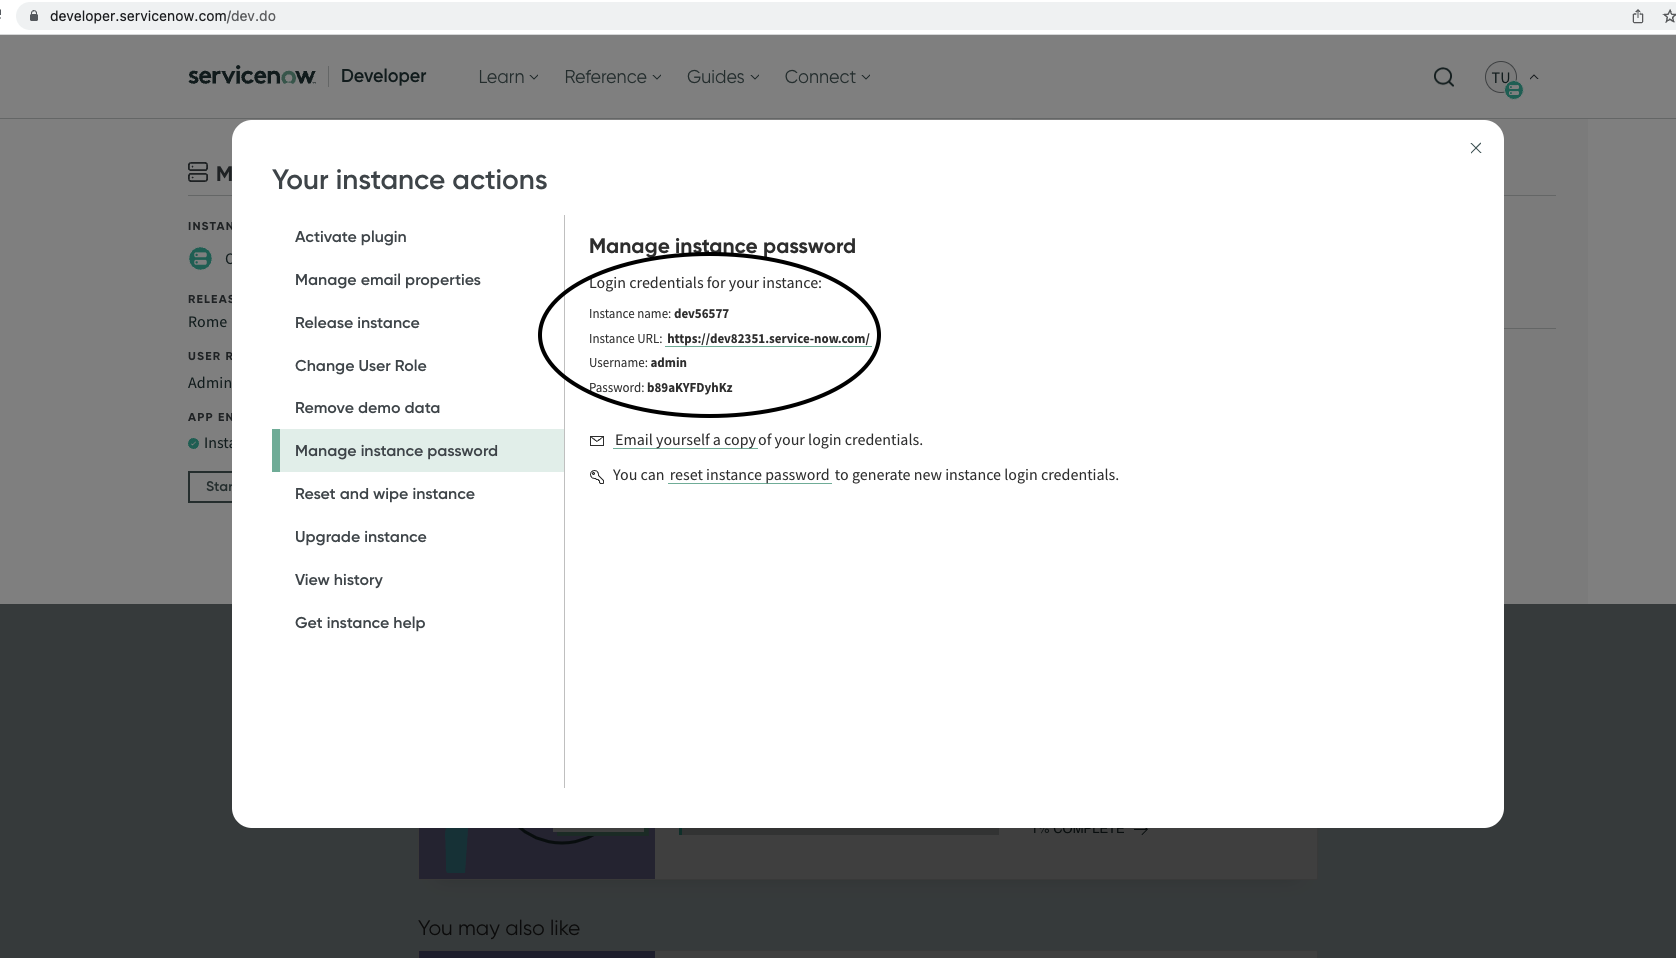 developer.servicenow.com/dev.do
servicenow Developer Learn Reference Guides Connect TU
Your instance actions
INSTAN
RELEAS
Rome
USER R
Admin
APP EN
Insta
Star
Activate plugin
Manage email properties
Release instance
Change User Role
Remove demo data
Manage instance password
Reset and wipe instance
Upgrade instance
View history
Get instance help
Manage instance password
Login credentials for your instance:
Instance name: dev56577
Instance URL: https://dev82351.service-now.com/
Username: admin
Password: b89aKYFDyhKz
Email yourself a copy of your login credentials.
You can reset instance password to generate new instance login credentials.
1% COMPLETE
You may also like